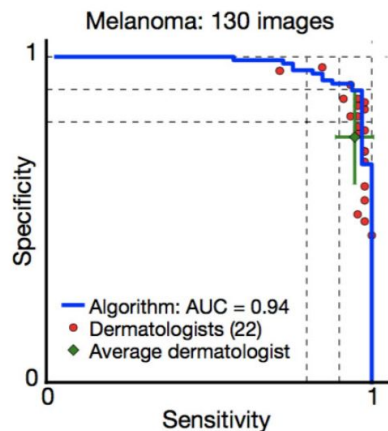 Melanoma: 130 images
1
Specificity
Algorithm: AUC = 0.94
Dermatologists (22)
Average dermatologist
0
0
1
Sensitivity